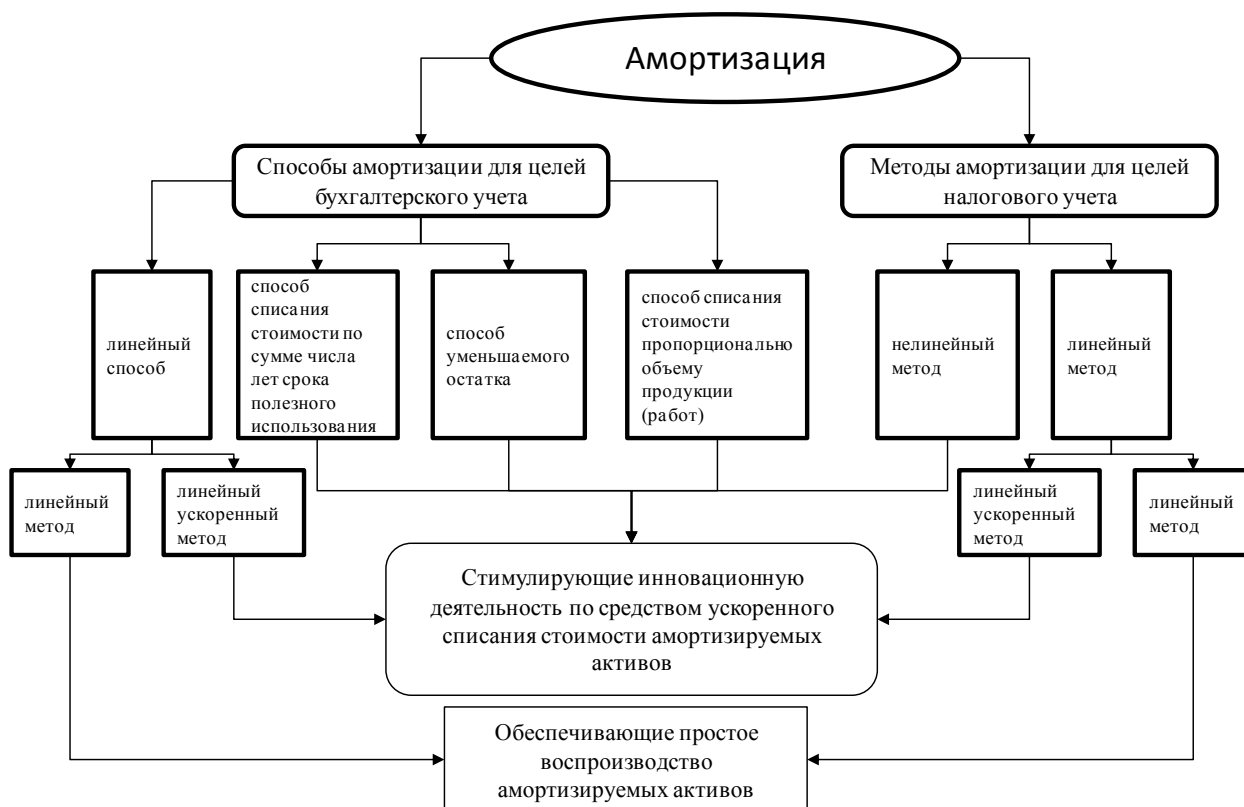 Амортизация
Способы амортизации для целей
бухгалтерского учета
Методы амортизации для целей
налогового учета
линейный
способ
способ
списания
стоимости по
сумме числа
лет срока
полезного
использования
способ
уменьшаемого
остатка
способ списания
стоимости
пропорционально
объему
продукции
(работ)
нелинейный
метод
линейный
метод
линейный
метод
линейный
ускоренный
метод
линейный
ускоренный
метод
линейный
метод
Стимулирующие инновационную
деятельность по средством ускоренного
списания стоимости амортизируемых
активов
Обеспечивающие простое
воспроизводство
амортизируемых активов